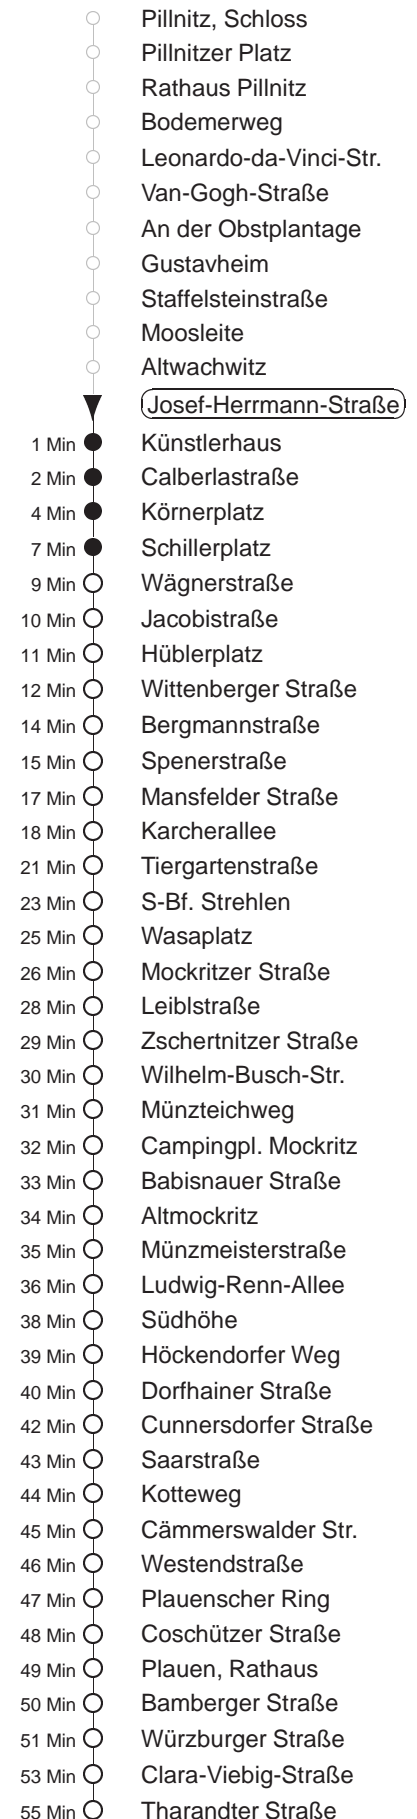 Pillnitz, Schloss
Pillnitzer Platz
Rathaus Pillnitz
Bodemerweg
Leonardo-da-Vinci-Str.
Van-Gogh-Straße
An der Obstplantage
Gustavheim
Staffelsteinstraße
Moosleite
Altwachwitz
Josef-Herrmann-Straße
1 Min Künstlerhaus
2 Min Calberlastraße
4 Min Körnerplatz
7 Min Schillerplatz
9 Min Wägnerstraße
10 Min Jacobistraße
11 Min Hüblerplatz
12 Min Wittenberger Straße
14 Min Bergmannstraße
15 Min Spenerstraße
17 Min Mansfelder Straße
18 Min Karcherallee
21 Min Tiergartenstraße
23 Min S-Bf. Strehlen
25 Min Wasaplatz
26 Min Mockritzer Straße
28 Min Leiblstraße
29 Min Zschertnitzer Straße
30 Min Wilhelm-Busch-Str.
31 Min Münzteichweg
32 Min Campingpl. Mockritz
33 Min Babisnauer Straße
34 Min Altmockritz
35 Min Münzmeisterstraße
36 Min Ludwig-Renn-Allee
38 Min Südhöhe
39 Min Höckendorfer Weg
40 Min Dorfhainer Straße
42 Min Cunnersdorfer Straße
43 Min Saarstraße
44 Min Kotteweg
45 Min Cämmerswalder Str.
46 Min Westendstraße
47 Min Plauenscher Ring
48 Min Coschützer Straße
49 Min Plauen, Rathaus
50 Min Bamberger Straße
51 Min Würzburger Straße
53 Min Clara-Viebig-Straße
55 Min Tharandter Straße